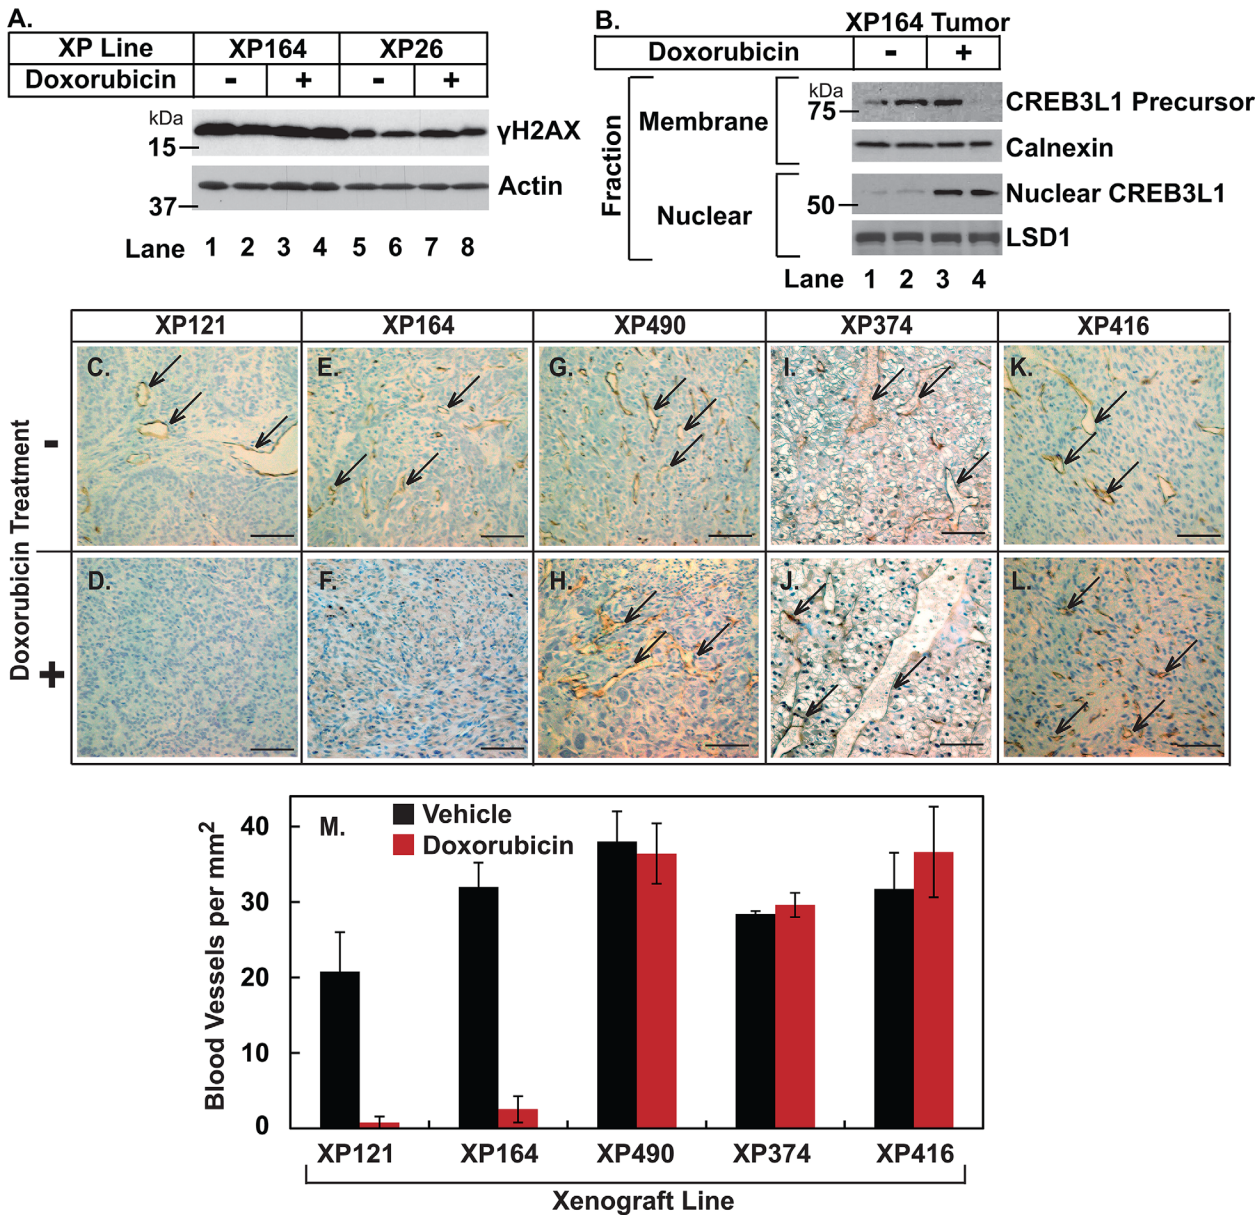 A.
XP Line XP164 XP26
Doxorubicin - + - +
kDa
15
γH2AX
37
Actin
Lane 1 2 3 4 5 6 7 8
B.
XP164 Tumor
Doxorubicin - +
Fraction
Membrane
kDa
75
CREB3L1 Precursor
Calnexin
Nuclear
50
Nuclear CREB3L1
LSD1
Lane 1 2 3 4
XP121 XP164 XP490 XP374 XP416
Doxorubicin Treatment
-
C. E. G. I. K.
+
D. F. H. J. L.
M.
Vehicle
Doxorubicin
Blood Vessels per mm2
40
30
20
10
0
XP121 XP164 XP490 XP374 XP416
Xenograft Line